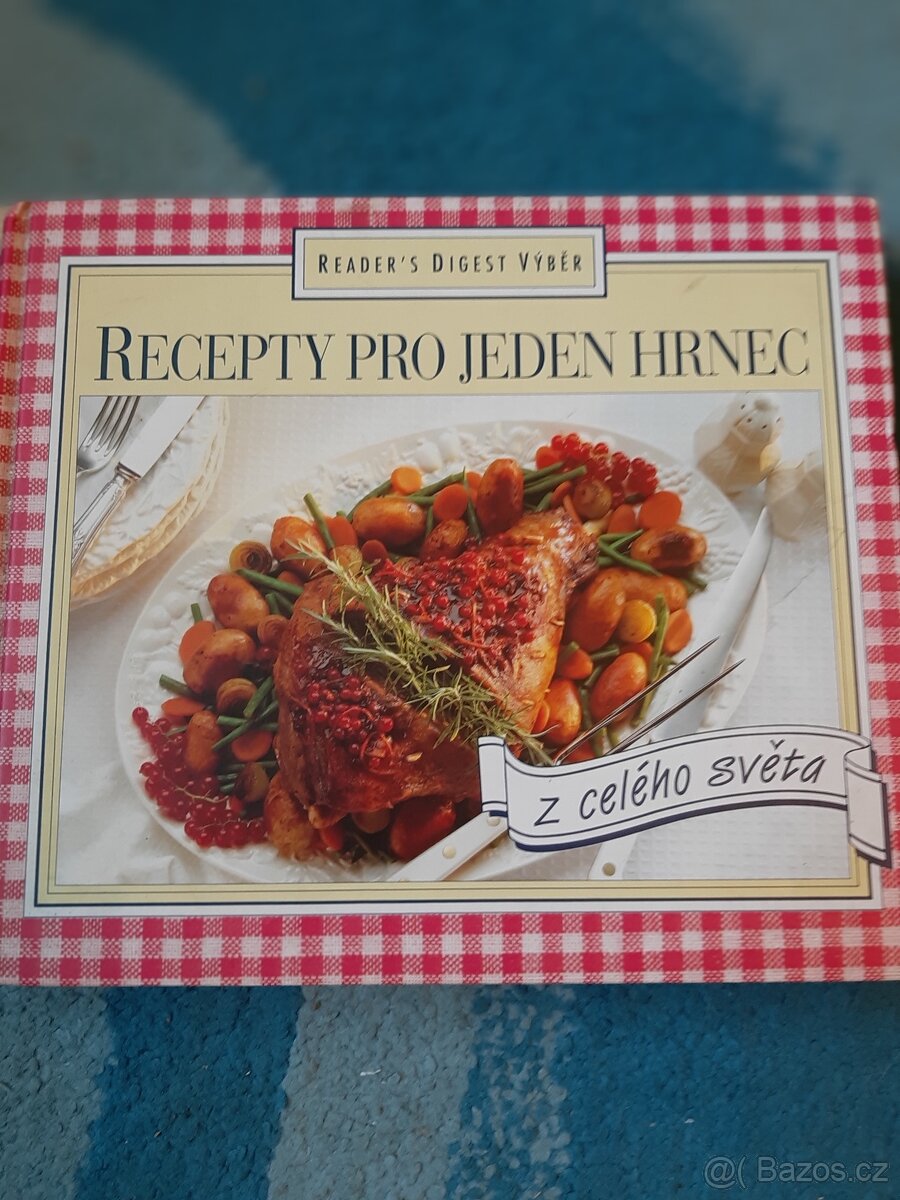 READER'S DIGEST VÝBĚR
RECEPTY PRO JEDEN HRNEC
z celého světa
@( Bazos.cz